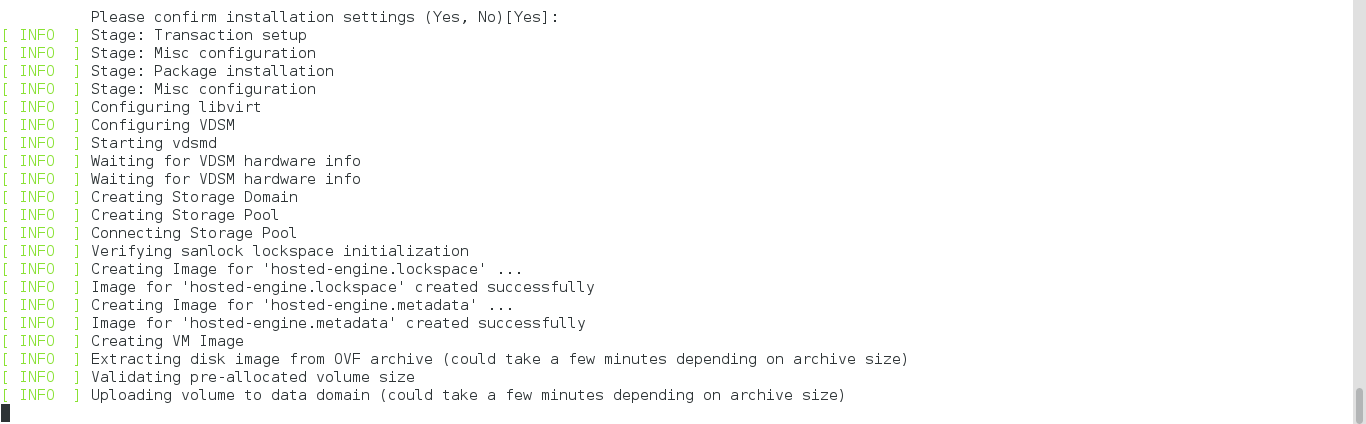 Please confirm installation settings (Yes, No)[Yes]:
[ INFO  ] Stage: Transaction setup
[ INFO  ] Stage: Misc configuration
[ INFO  ] Stage: Package installation
[ INFO  ] Stage: Misc configuration
[ INFO  ] Configuring libvirt
[ INFO  ] Configuring VDSM
[ INFO  ] Starting vdsmd
[ INFO  ] Waiting for VDSM hardware info
[ INFO  ] Waiting for VDSM hardware info
[ INFO  ] Creating Storage Domain
[ INFO  ] Creating Storage Pool
[ INFO  ] Connecting Storage Pool
[ INFO  ] Verifying sanlock lockspace initialization
[ INFO  ] Creating Image for 'hosted-engine.lockspace' ...
[ INFO  ] Image for 'hosted-engine.lockspace' created successfully
[ INFO  ] Creating Image for 'hosted-engine.metadata' ...
[ INFO  ] Image for 'hosted-engine.metadata' created successfully
[ INFO  ] Creating VM Image
[ INFO  ] Extracting disk image from OVF archive (could take a few minutes depending on archive size)
[ INFO  ] Validating pre-allocated volume size
[ INFO  ] Uploading volume to data domain (could take a few minutes depending on archive size)